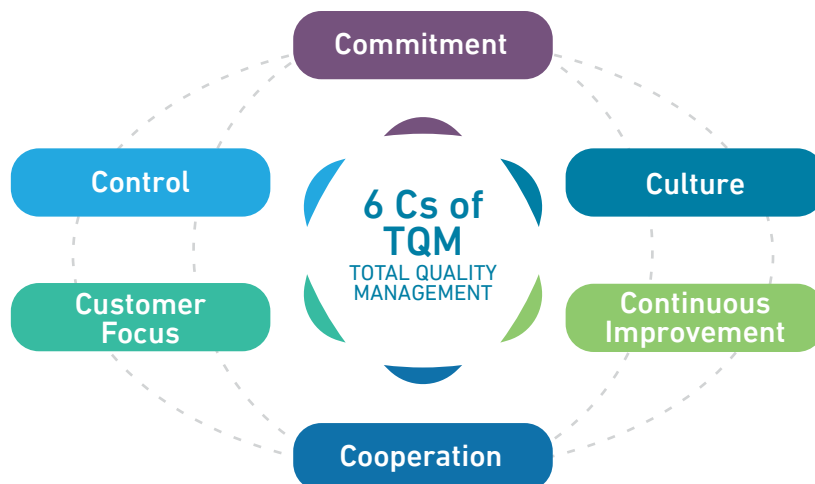 Commitment
Control
Culture
6 Cs of
TQM
TOTAL QUALITY
MANAGEMENT
Customer
Focus
Continuous
Improvement
Cooperation